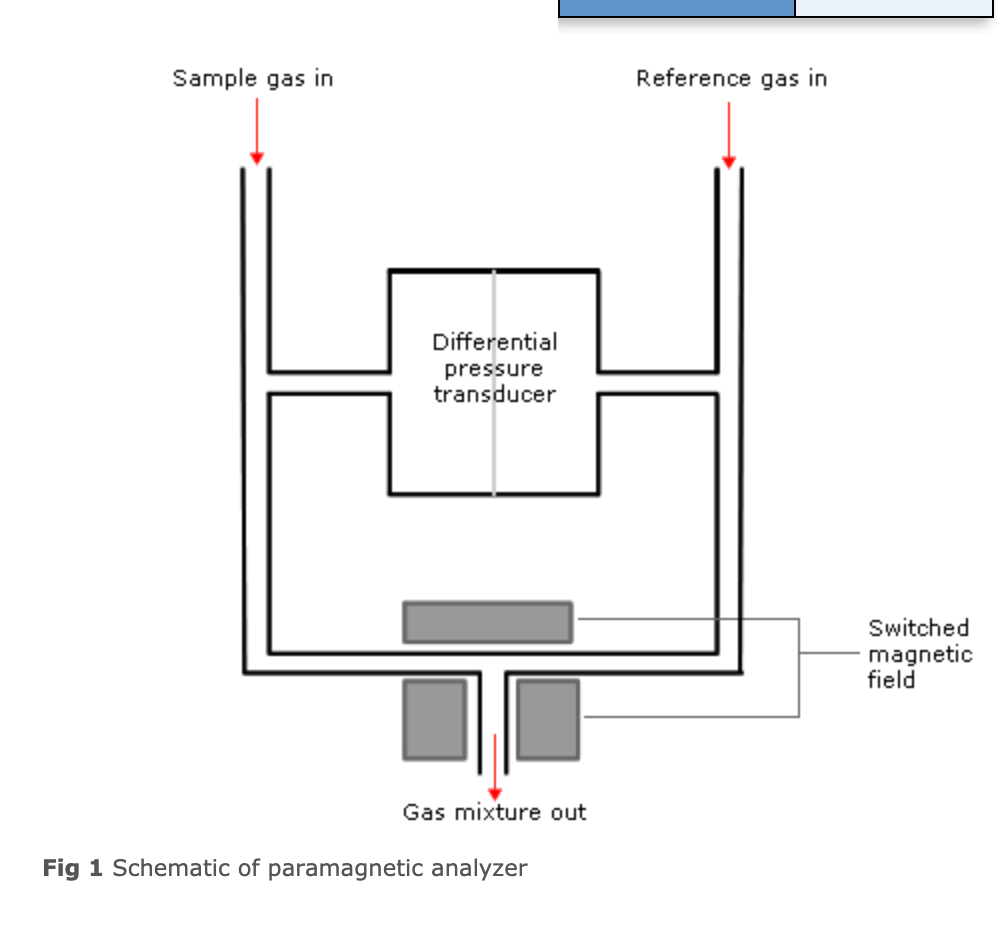 Sample gas in
Reference gas in
Differential
pressure
transducer
Switched
magnetic
field
Gas mixture out
Fig 1 Schematic of paramagnetic analyzer